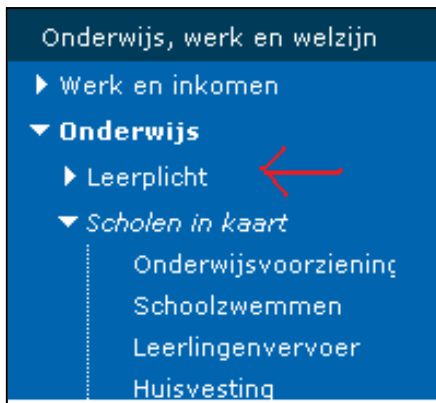 Onderwijs, werk en welzijn
Werk en inkomen
Onderwijs
Leerplicht
Scholen in kaart
Onderwijsvoorziening
Schoolzwemmen
Leerlingenvervoer
Huisvesting